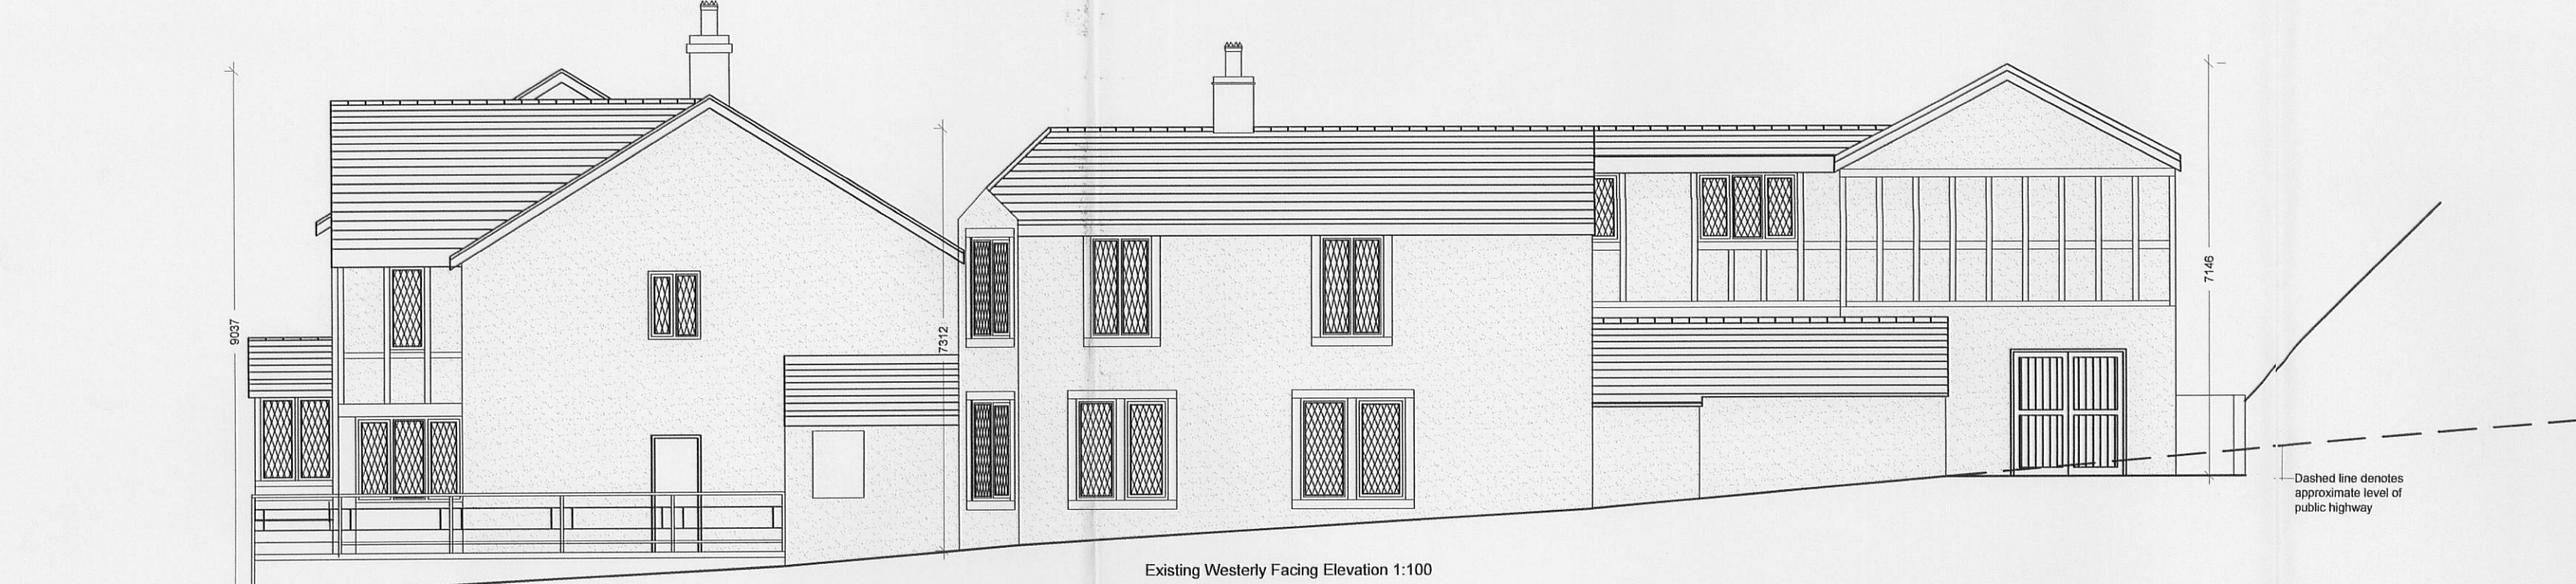 9037
7312
7146
Dashed line denotes
approximate level of
public highway
Existing Westerly Facing Elevation 1:100